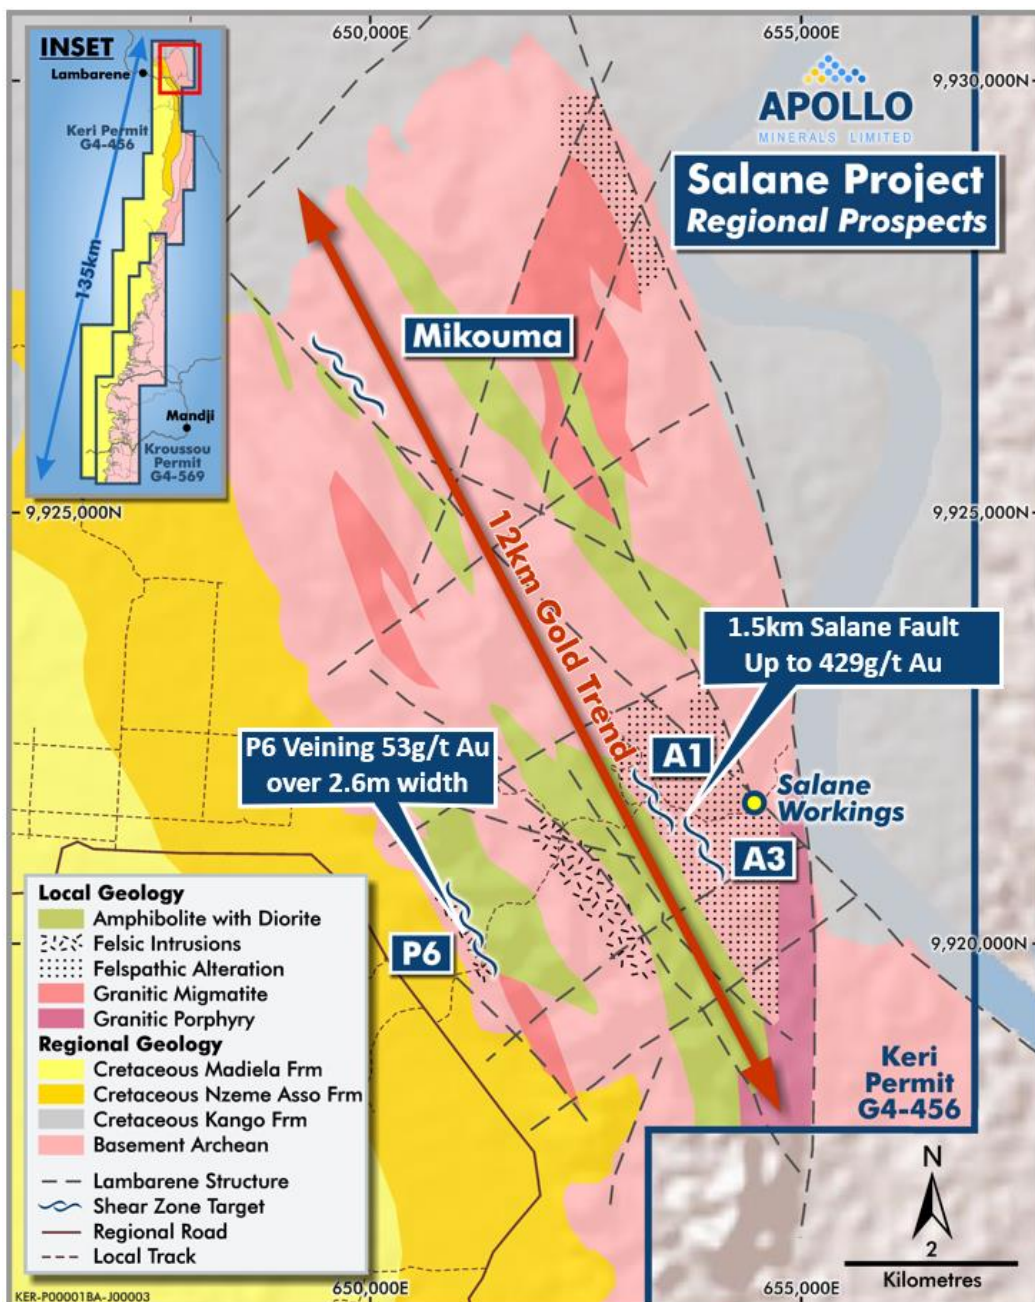 650,000E
655,000E
INSET
Lambarene
Keri Permit
G4-456
135km
Mandji
Kroussou
Permit
G4-569
9,930,000N
APOLLO
MINERALS LIMITED
Salane Project
Regional Prospects
Mikouma
9,925,000N
9,925,000N
12km Gold Trend
1.5km Salane Fault
Up to 429g/t Au
P6 Veining 53g/t Au
over 2.6m width
A1
Salane
Workings
A3
P6
9,920,000N
Local Geology
Amphibolite with Diorite
Felsic Intrusions
Felspathic Alteration
Granitic Migmatite
Granitic Porphyry
Regional Geology
Cretaceous Madiela Frm
Cretaceous Nzeme Asso Frm
Cretaceous Kango Frm
Basement Archean
Lambarene Structure
Shear Zone Target
Regional Road
Local Track
Keri
Permit
G4-456
N
2
Kilometres
KER-P00001BA-J00003
650,000E
655,000E